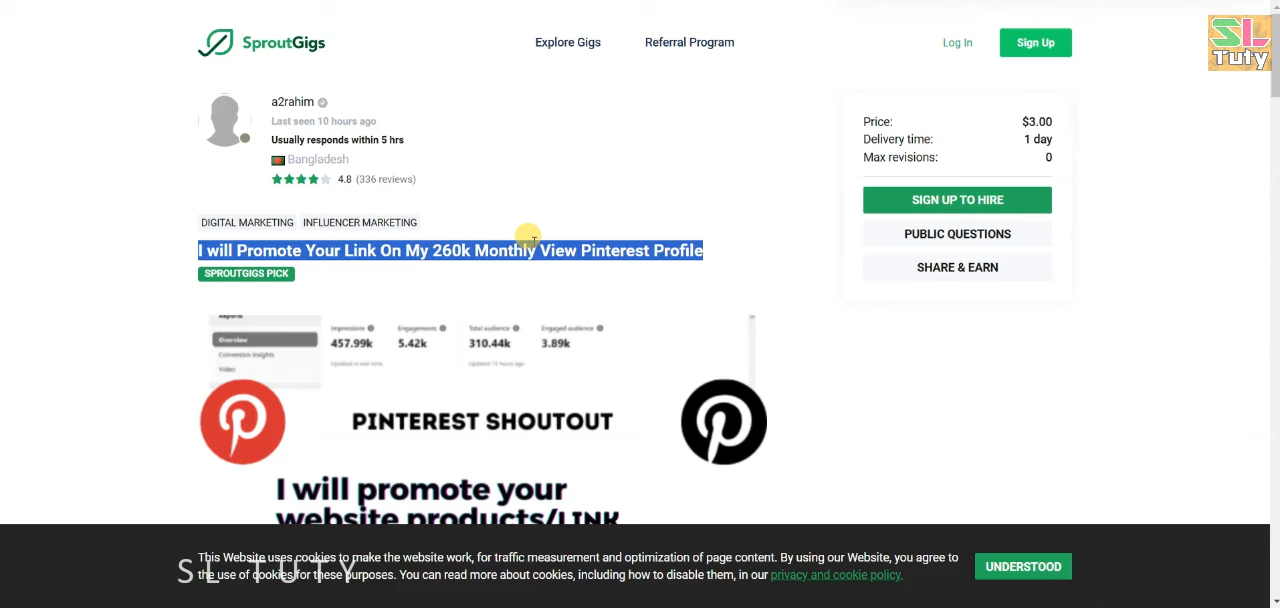 SproutGigs
Explore Gigs
Referral Program
Log In
Sign Up
SL
Tuty
a2rahim
Last seen 10 hours ago
Usually responds within 5 hrs
Bangladesh
4.8 (336 reviews)
Price: $3.00
Delivery time: 1 day
Max revisions: 0
SIGN UP TO HIRE
PUBLIC QUESTIONS
SHARE & EARN
DIGITAL MARKETING INFLUENCER MARKETING
I will Promote Your Link On My 260k Monthly View Pinterest Profile
SPROUTGIGS PICK
Overview
Conversion insights
Video
Impressions Engagements Total audience Engaged audience
457.99k 5.42k 310.44k 3.89k
Updated in real time
PINTEREST SHOUTOUT
I will promote your
website products/LINK
This Website uses cookies to make the website work, for traffic measurement and optimization of page content. By using our Website, you agree to
the use of cookies for these purposes. You can read more about cookies, including how to disable them, in our privacy and cookie policy.
UNDERSTOOD
SL TUTY